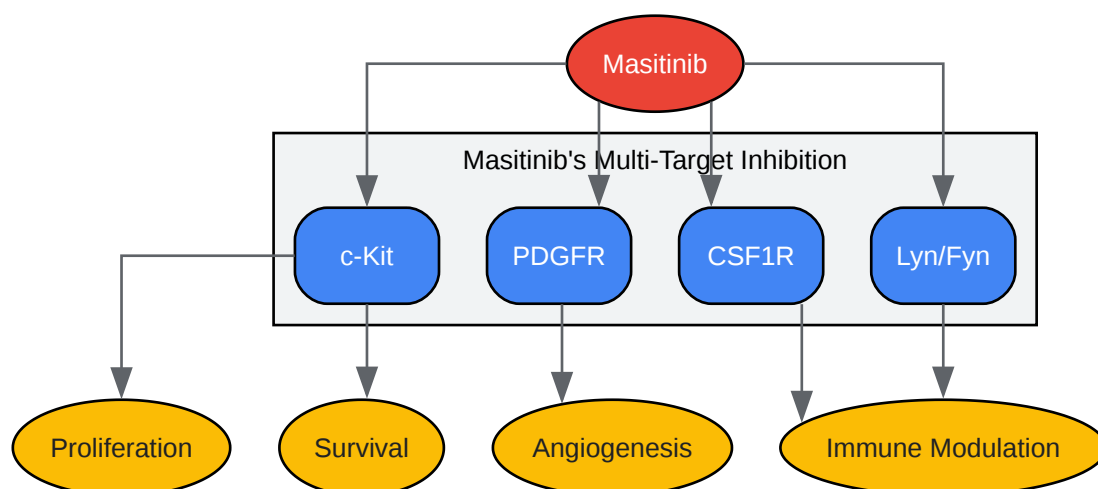 Masitinib
Masitinib's Multi-Target Inhibition
c-Kit
PDGFR
CSF1R
Lyn/Fyn
Proliferation
Survival
Angiogenesis
Immune Modulation